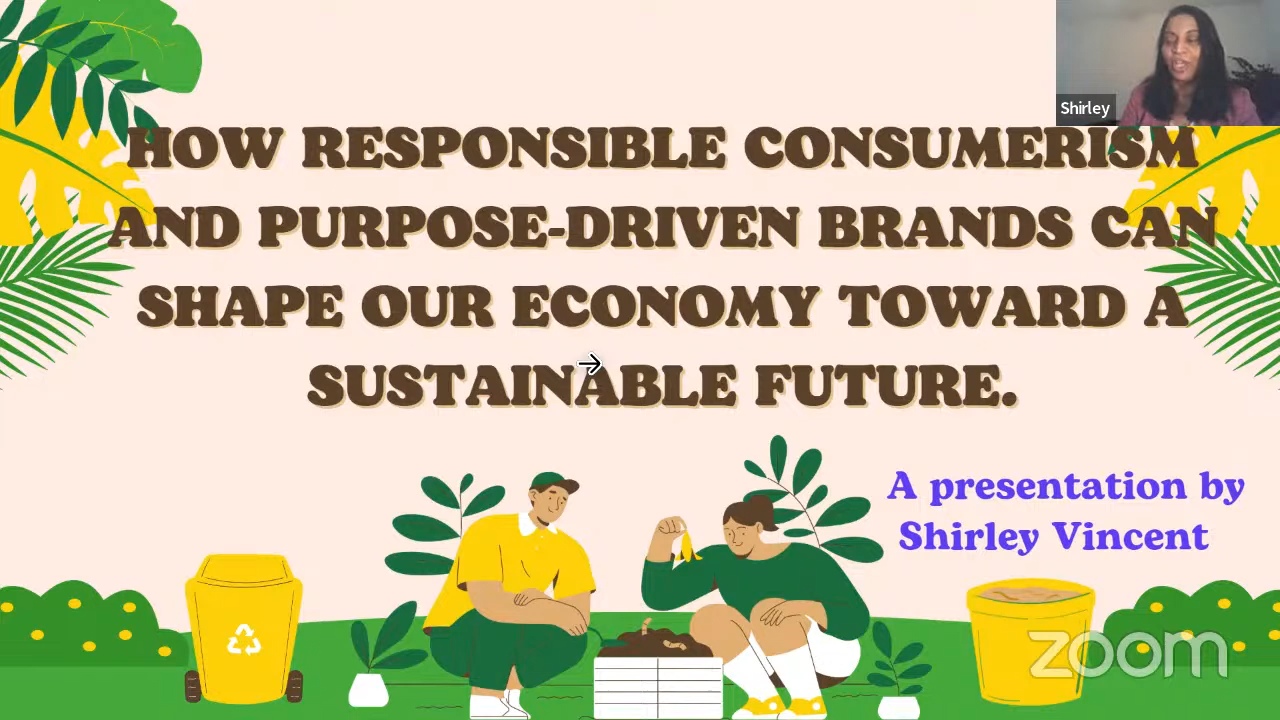 Shirley
HOW RESPONSIBLE CONSUMERISM
AND PURPOSE-DRIVEN BRANDS CAN
SHAPE OUR ECONOMY TOWARD A
SUSTAINABLE FUTURE.
A presentation by
Shirley Vincent
zoom